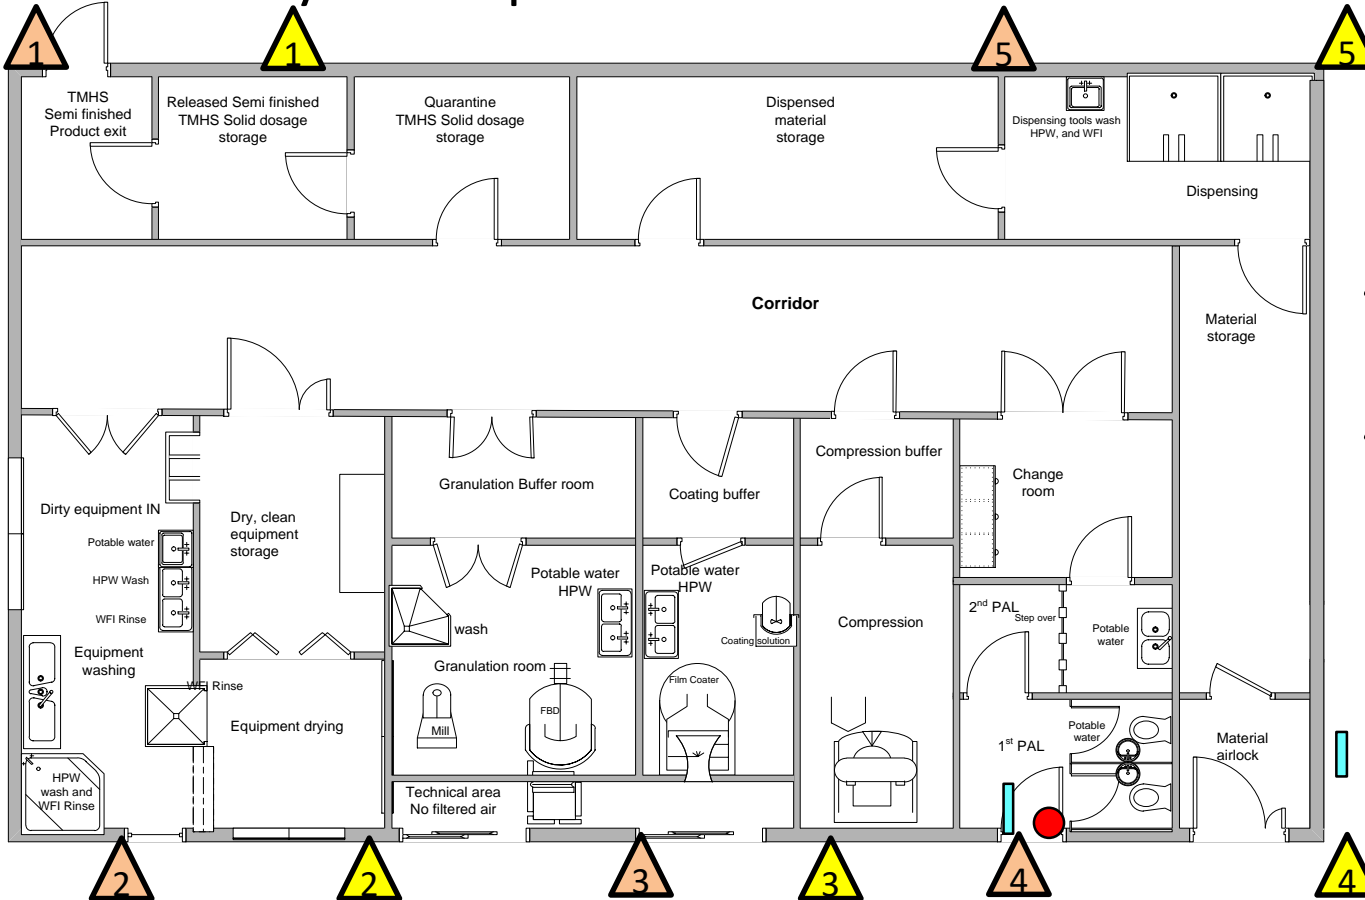 1
1
5
5
TMHS
Semi finished
Product exit
Released Semi finished
TMHS Solid dosage
storage
Quarantine
TMHS Solid dosage
storage
Dispensed
material
storage
Dispensing tools wash
HPW, and WFI
Dispensing
Corridor
Material
storage
Dirty equipment IN
Potable water
HPW Wash
WFI Rinse
Equipment
washing
WFI Rinse
HPW
wash and
WFI Rinse
Dry, clean
equipment
storage
Equipment drying
Granulation Buffer room
Potable water
HPW
wash
Granulation room
Mill
FBD
Technical area
No filtered air
Coating buffer
Potable water
HPW
Coating solution
Film Coater
Compression buffer
Compression
Change
room
2nd PAL
Step over
Potable
water
1st PAL
Potable
water
Material
airlock
2
2
3
3
4
4